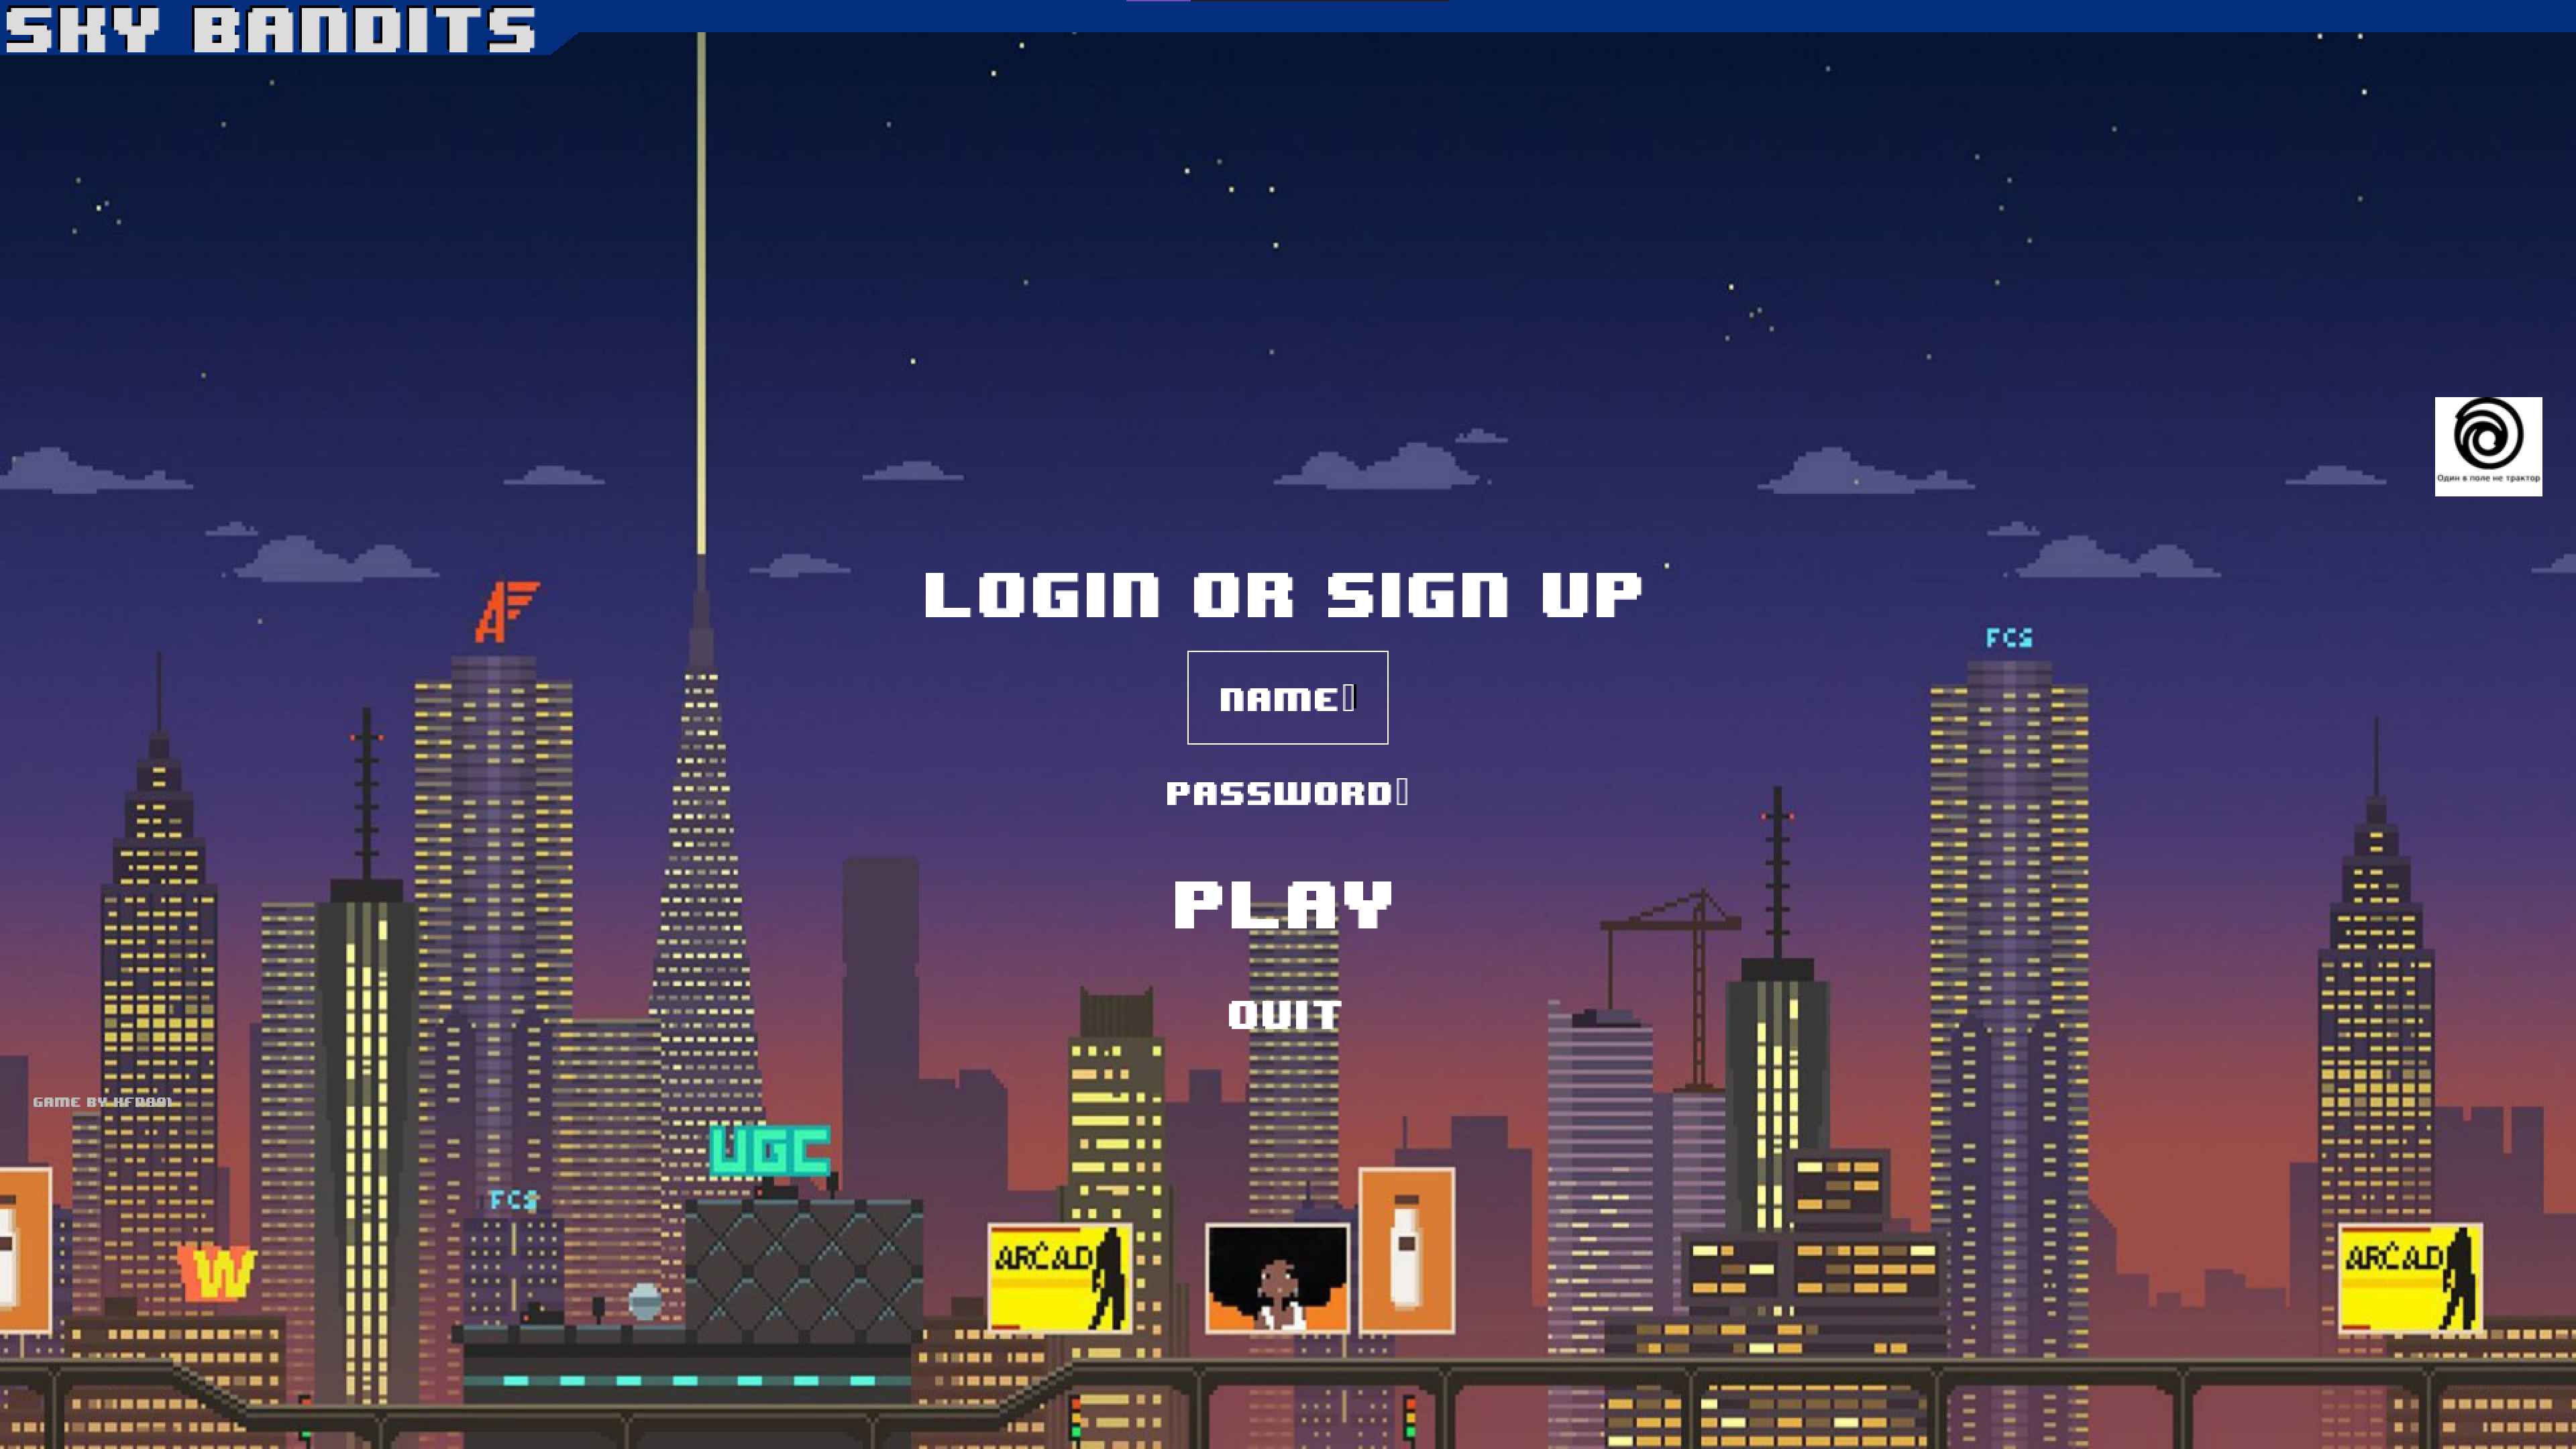 SKY BANDITS
Один в поле не трактор
LOGIN OR SIGN UP
FCS
NAME
PASSWORD
PLAY
QUIT
UGC
FCS
W
ARCAD
ARCAD